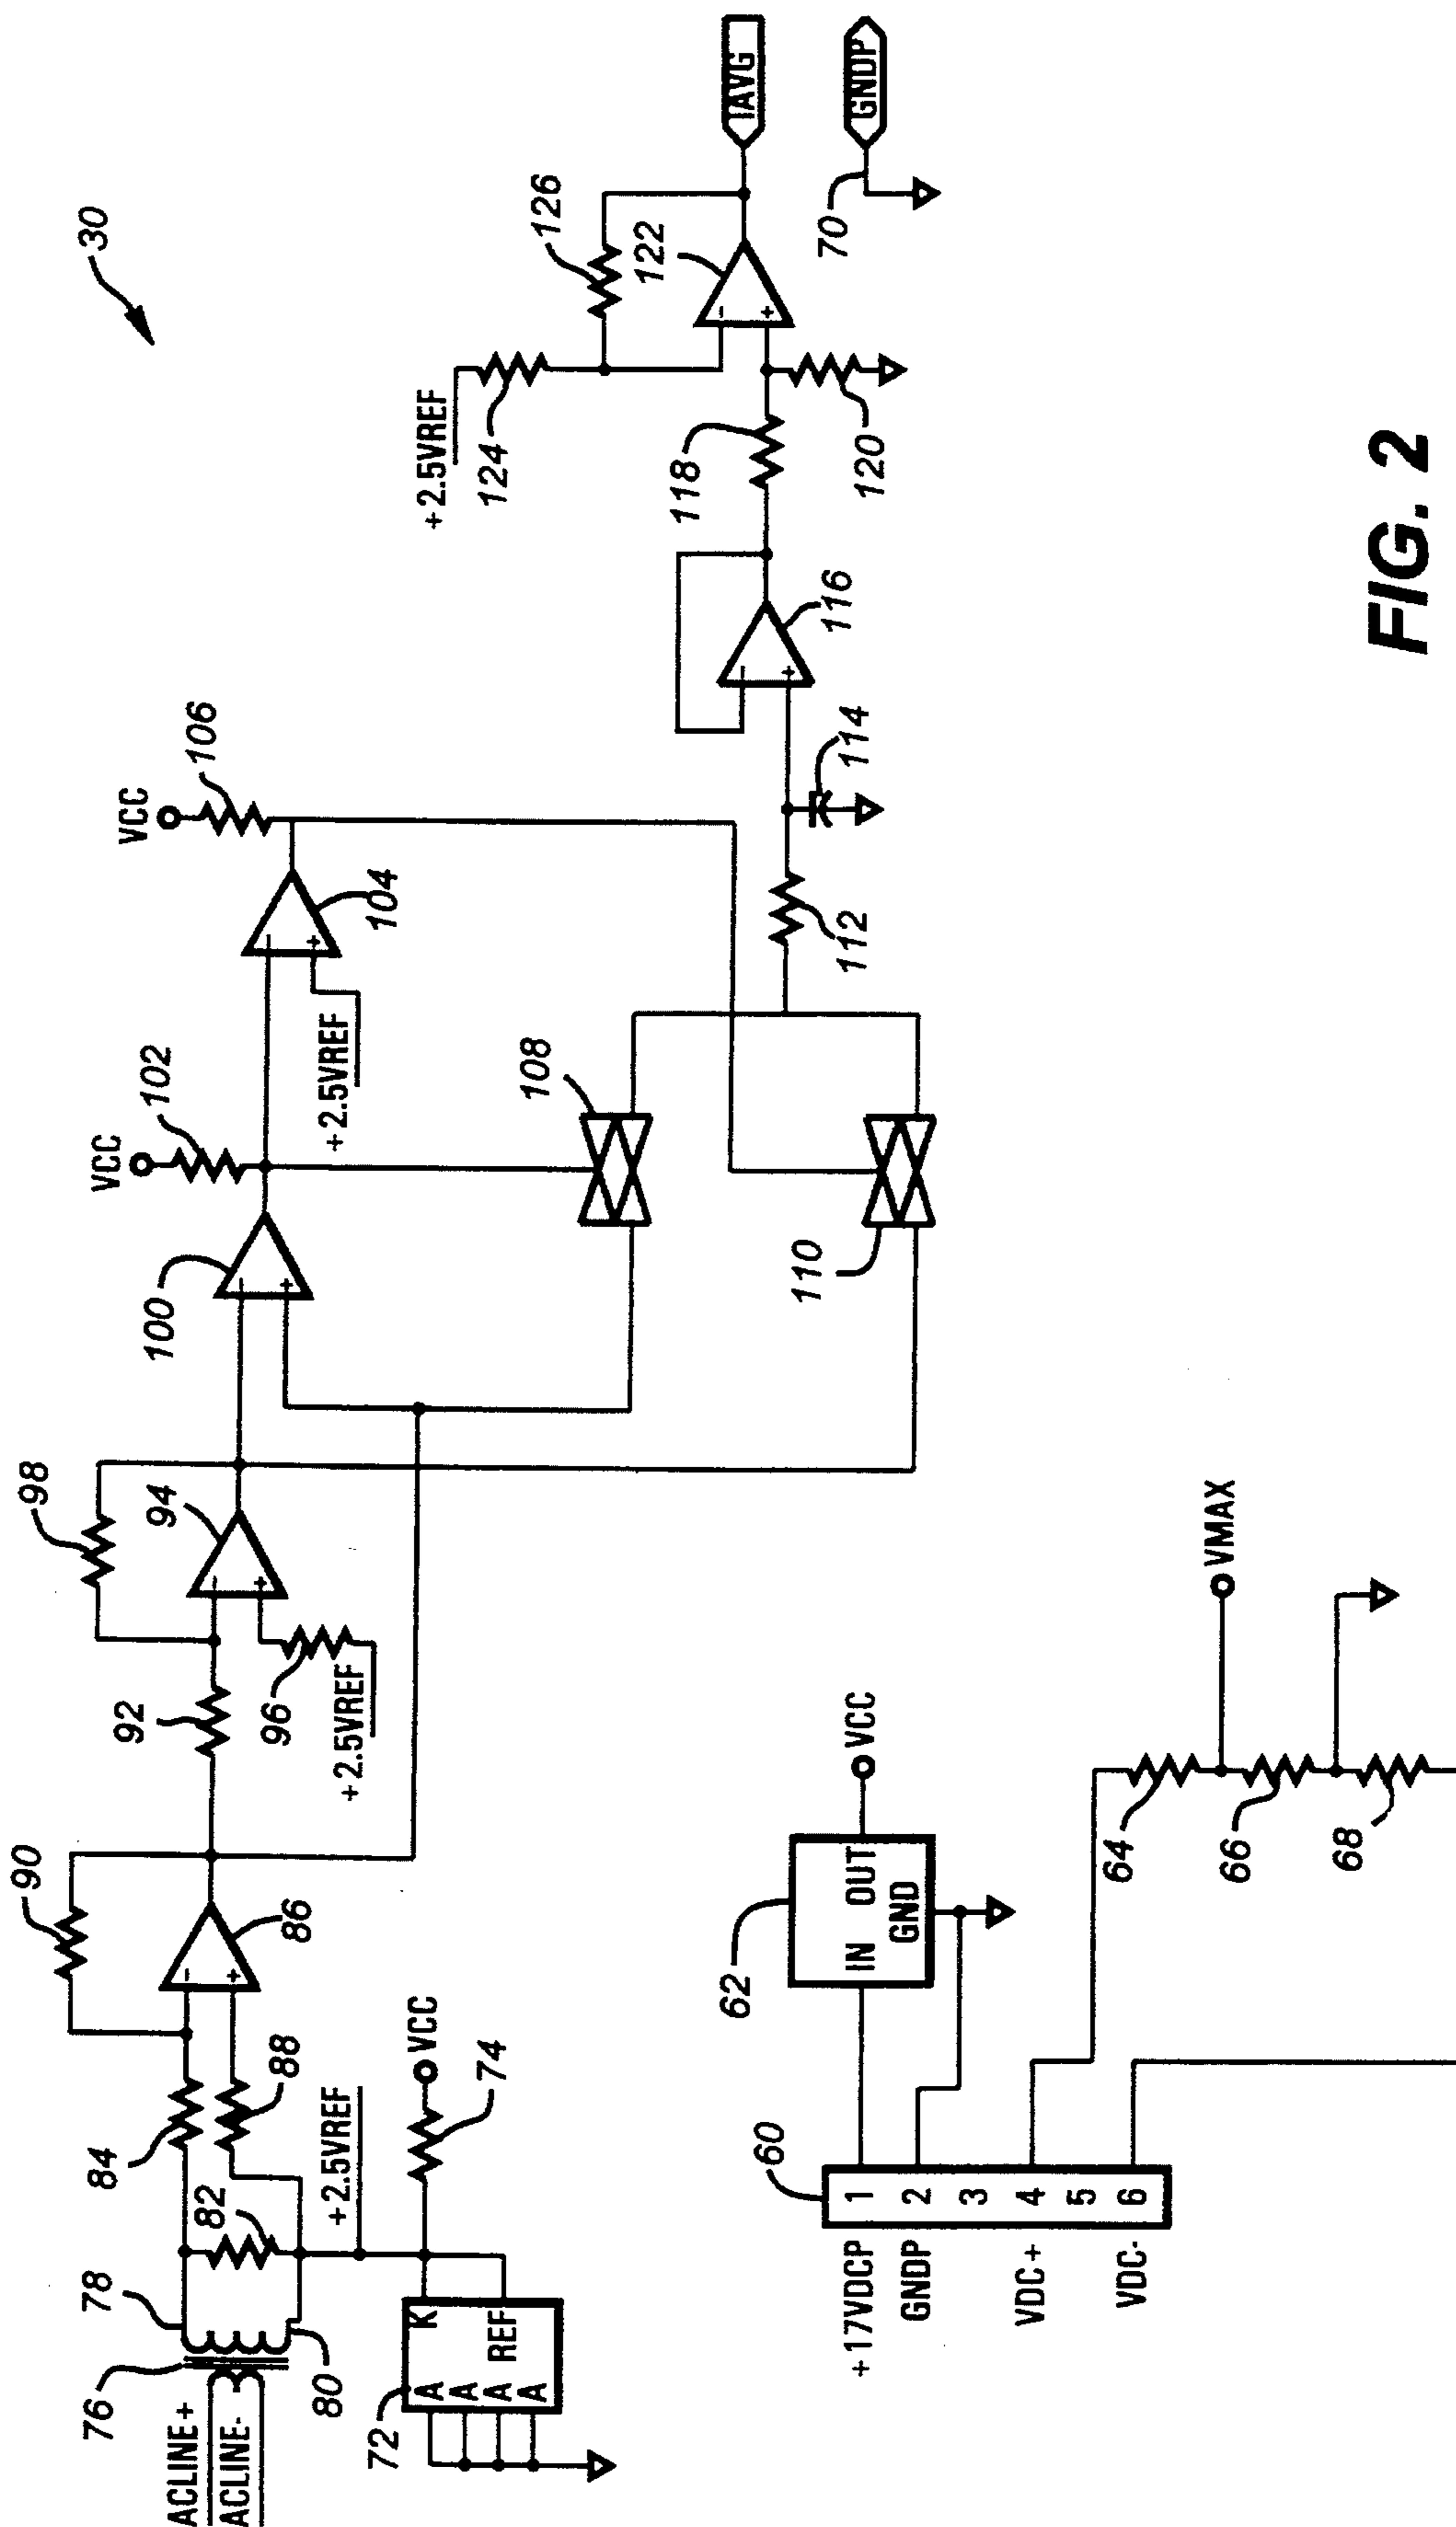 30
ACLINE+
ACLINE-
76
78
80
82
84
88
90
86
92
94
98
96
+2.5VREF
100
VCC
102
104
+2.5VREF
VCC
106
108
110
112
114
116
118
120
+2.5VREF
124
126
122
IAVG
GNDP
70
72
A
A
A
A
K
REF
+2.5VREF
VCC
74
60
+17VDCP
GNDP
VDC+
VDC-
1
2
3
4
5
6
62
IN
OUT
GND
VCC
64
66
68
VMAX
-
+
-
+
-
+
-
+
-
+
-
+
FIG. 2